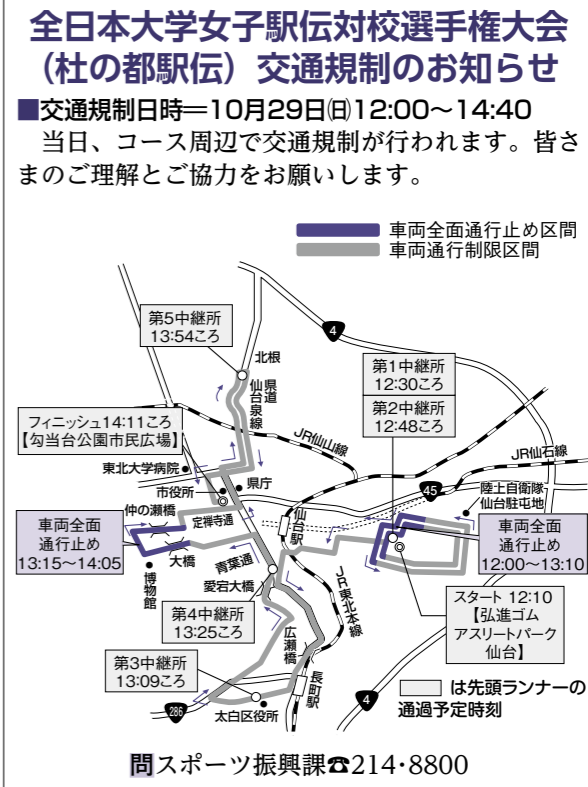 全日本大学女子駅伝対校選手権大会
（杜の都駅伝）交通規制のお知らせ
■交通規制日時＝10月29日㈰12:00〜14:40
　当日、コース周辺で交通規制が行われます。皆さ
まのご理解とご協力をお願いします。
車両全面通行止め区間
車両通行制限区間
第5中継所
13:54ころ
北根
県道
仙台泉線
4
第1中継所
12:30ころ
第2中継所
12:48ころ
フィニッシュ14:11ころ
【勾当台公園市民広場】
JR仙山線
JR仙石線
東北大学病院
市役所
県庁
45
陸上自衛隊
仙台駐屯地
仲の瀬橋
定禅寺通
仙台駅
車両全面
通行止め
13:15〜14:05
大橋
青葉通
博物館
愛宕大橋
車両全面
通行止め
12:00〜13:10
第4中継所
13:25ころ
広瀬橋
JR東北本線
スタート 12:10
【弘進ゴム
アスリートパーク
仙台】
第3中継所
13:09ころ
長町駅
286
太白区役所
4
は先頭ランナーの
通過予定時刻
問スポーツ振興課☎214・8800